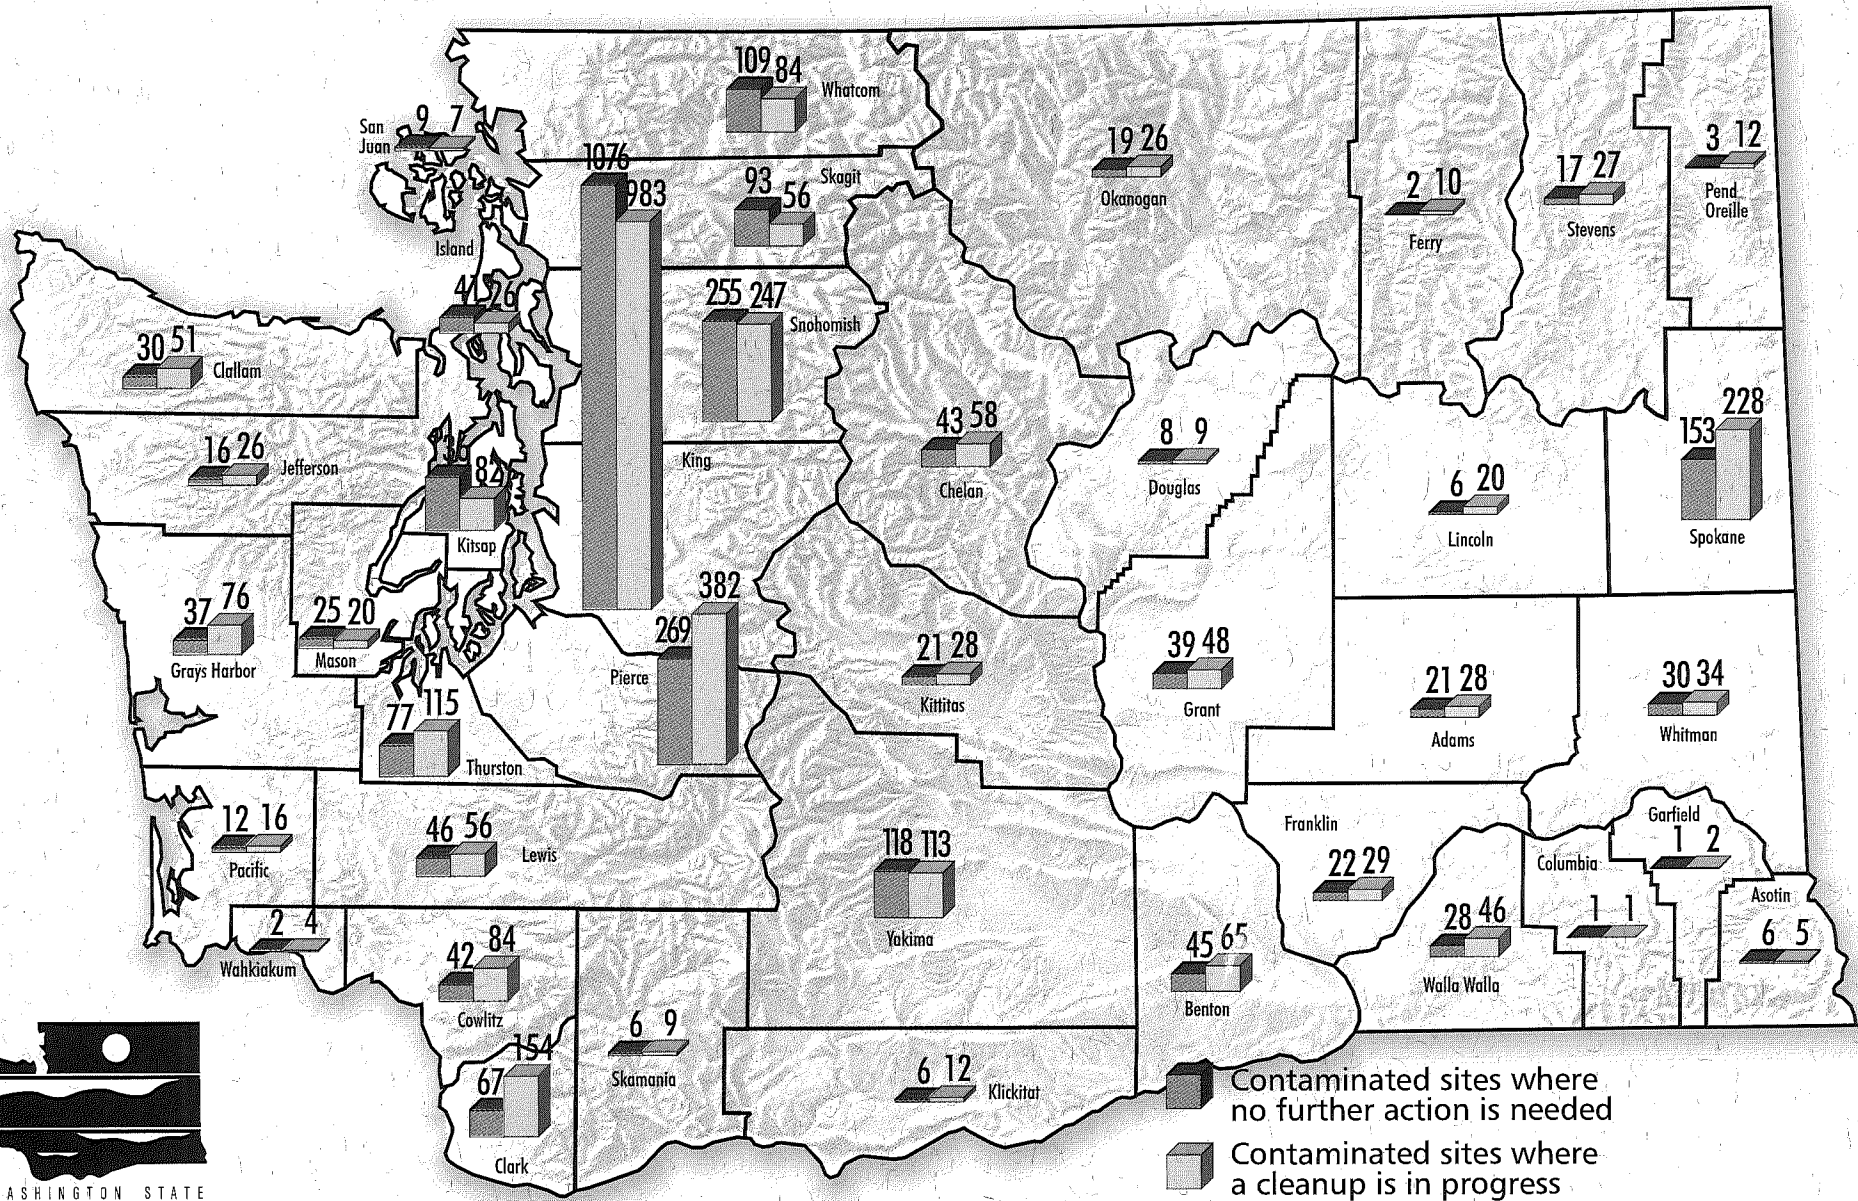 109 84
Whatcom
9 7
San
Juan
1076
983
Skagit
93 56
19 26
Okanogan
2 10
Ferry
17 27
Stevens
3 12
Pend
Oreille
Island
26
255 247
Snohomish
30 51
Clallam
16 26
Jefferson
82
Kitsap
King
43 58
Chelan
8 9
Douglas
6 20
Lincoln
153 228
Spokane
37 76
Grays Harbor
25 20
Mason
269 382
Pierce
21 28
Kittitas
39 48
Grant
21 28
Adams
30 34
Whitman
77 115
Thurston
12 16
Pacific
46 56
Lewis
118 113
Yakima
Franklin
22 29
Garfield
1 2
Columbia
1 1
Asotin
6 5
2 4
Wahkiakum
42 84
Cowlitz
45 65
Benton
28 46
Walla Walla
6 9
Skamania
67 154
Clark
6 12
Klickitat
Contaminated sites where
no further action is needed
Contaminated sites where
a cleanup is in progress
ASHINGTON STATE